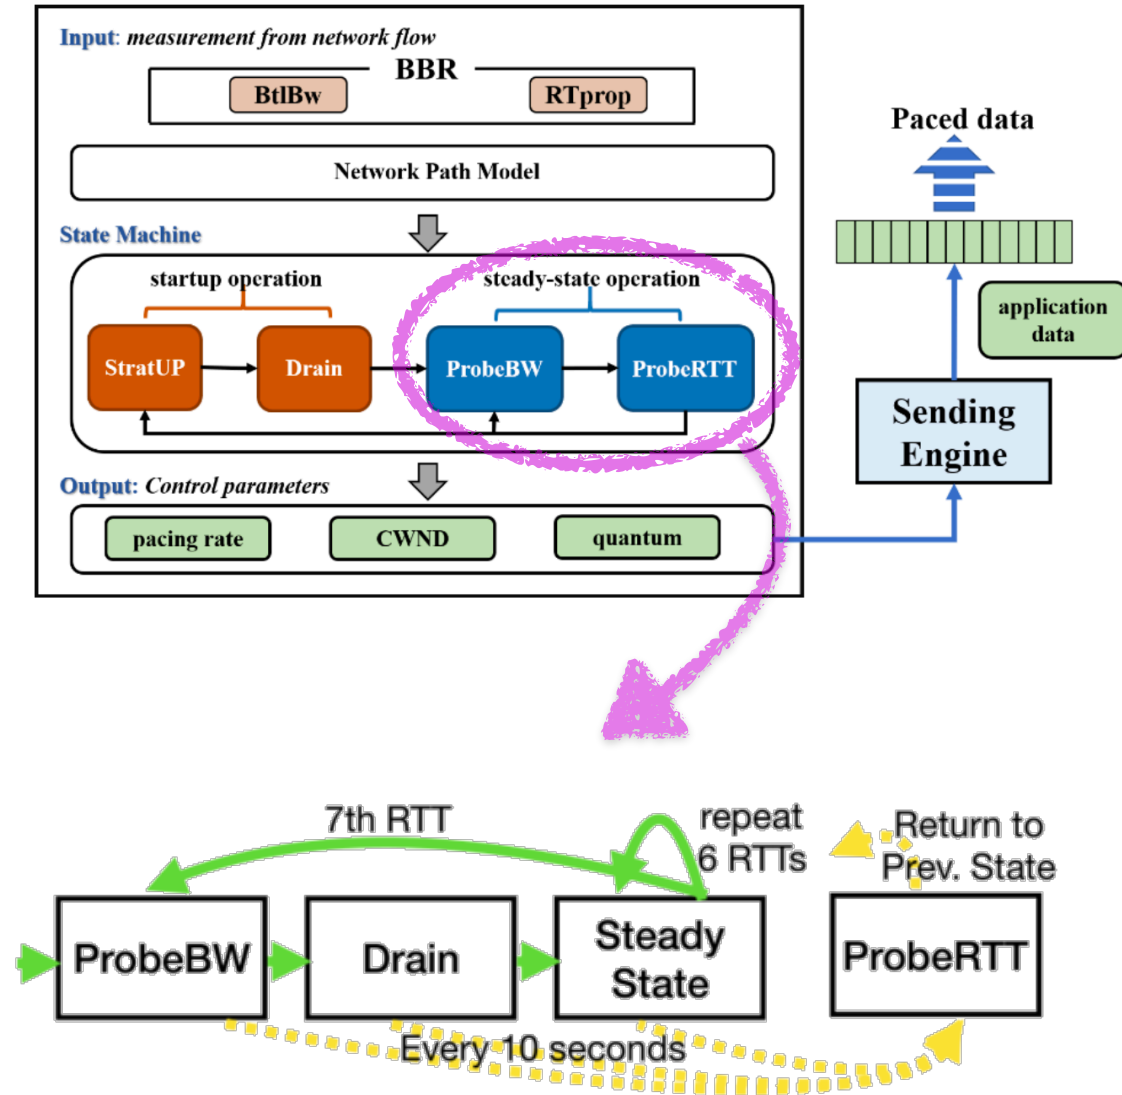 Input: measurement from network flow
BBR
BtlBw
RTprop
Network Path Model
State Machine
startup operation
steady-state operation
StratUP
Drain
ProbeBW
ProbeRTT
Output: Control parameters
pacing rate
CWND
quantum
Paced data
application
data
Sending
Engine
7th RTT
repeat
6 RTTs
Return to
Prev. State
ProbeBW
Drain
Steady
State
ProbeRTT
Every 10 seconds